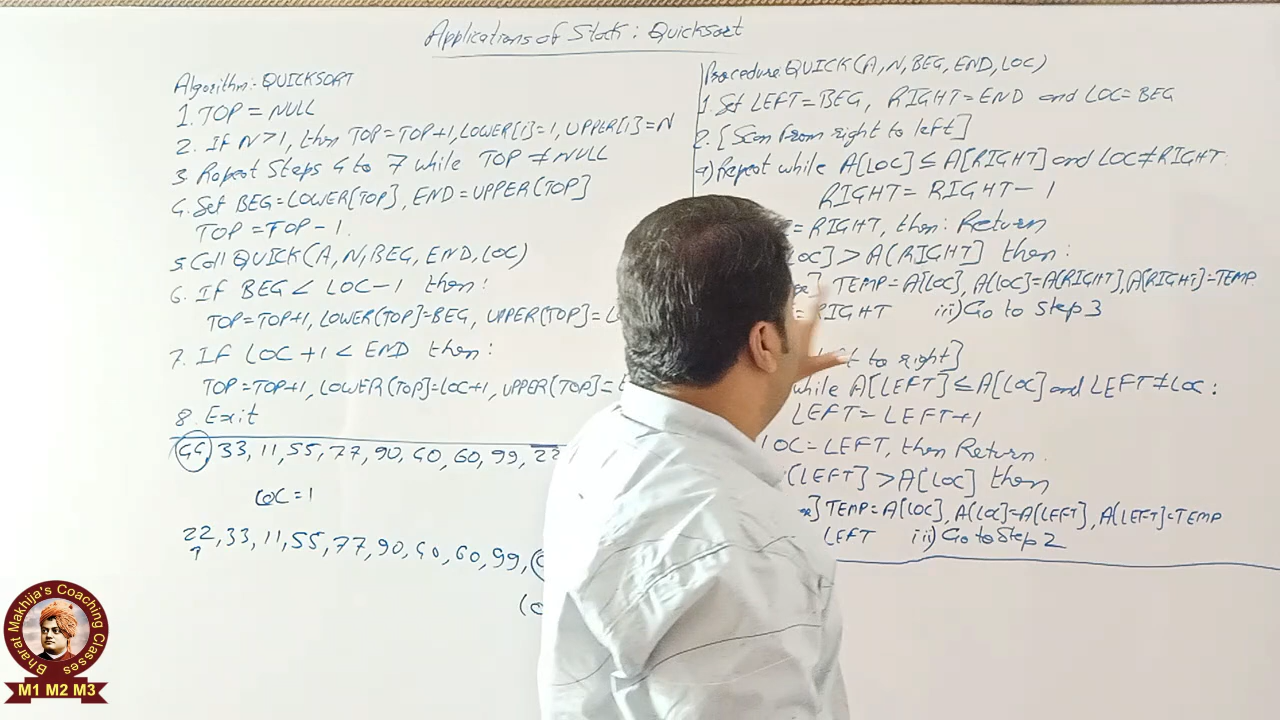 Applications of Stack: Quicksort
Algorithm:- QUICKSORT
1. TOP = NULL
2. If N>1, then TOP=TOP+1, LOWER[i]=1, UPPER[i]=N
3. Repeat Steps 4 to 7 while TOP ≠ NULL
4. Set BEG=LOWER[TOP], END=UPPER[TOP]
TOP = TOP - 1.
5. Call QUICK(A,N,BEG, END, LOC)
6. If BEG < LOC-1 then:
TOP=TOP+1, LOWER[TOP]=BEG, UPPER[TOP]=
7. If LOC +1 < END then:
TOP=TOP+1, LOWER[TOP]=LOC+1, UPPER[TOP]=
8. Exit
44, 33, 11, 55, 77, 90, 40, 60, 99, 22
LOC=1
22, 33, 11, 55, 77, 90, 40, 60, 99,
Procedure: QUICK(A, N, BEG, END, LOC)
1. Set LEFT=BEG, RIGHT=END and LOC=BEG
2. [Scan from right to left]
a) Repeat while A[LOC] ≤ A[RIGHT] and LOC≠RIGHT:
RIGHT= RIGHT- 1
= RIGHT, then: Return
LOC] > A[RIGHT] then:
] TEMP=A[LOC], A[LOC]=A[RIGHT], A[RIGHT]=TEMP
=RIGHT iii) Go to Step 3
left to right]
while A[LEFT] ≤ A[LOC] and LEFT≠LOC:
LEFT= LEFT+1
LOC=LEFT, then Return.
[LEFT] > A[LOC] then
] TEMP=A[LOC], A[LOC]=A[LEFT], A[LEFT]=TEMP
LEFT iii) Go to Step 2
Bharat Makhija's Coaching Classes
M1 M2 M3